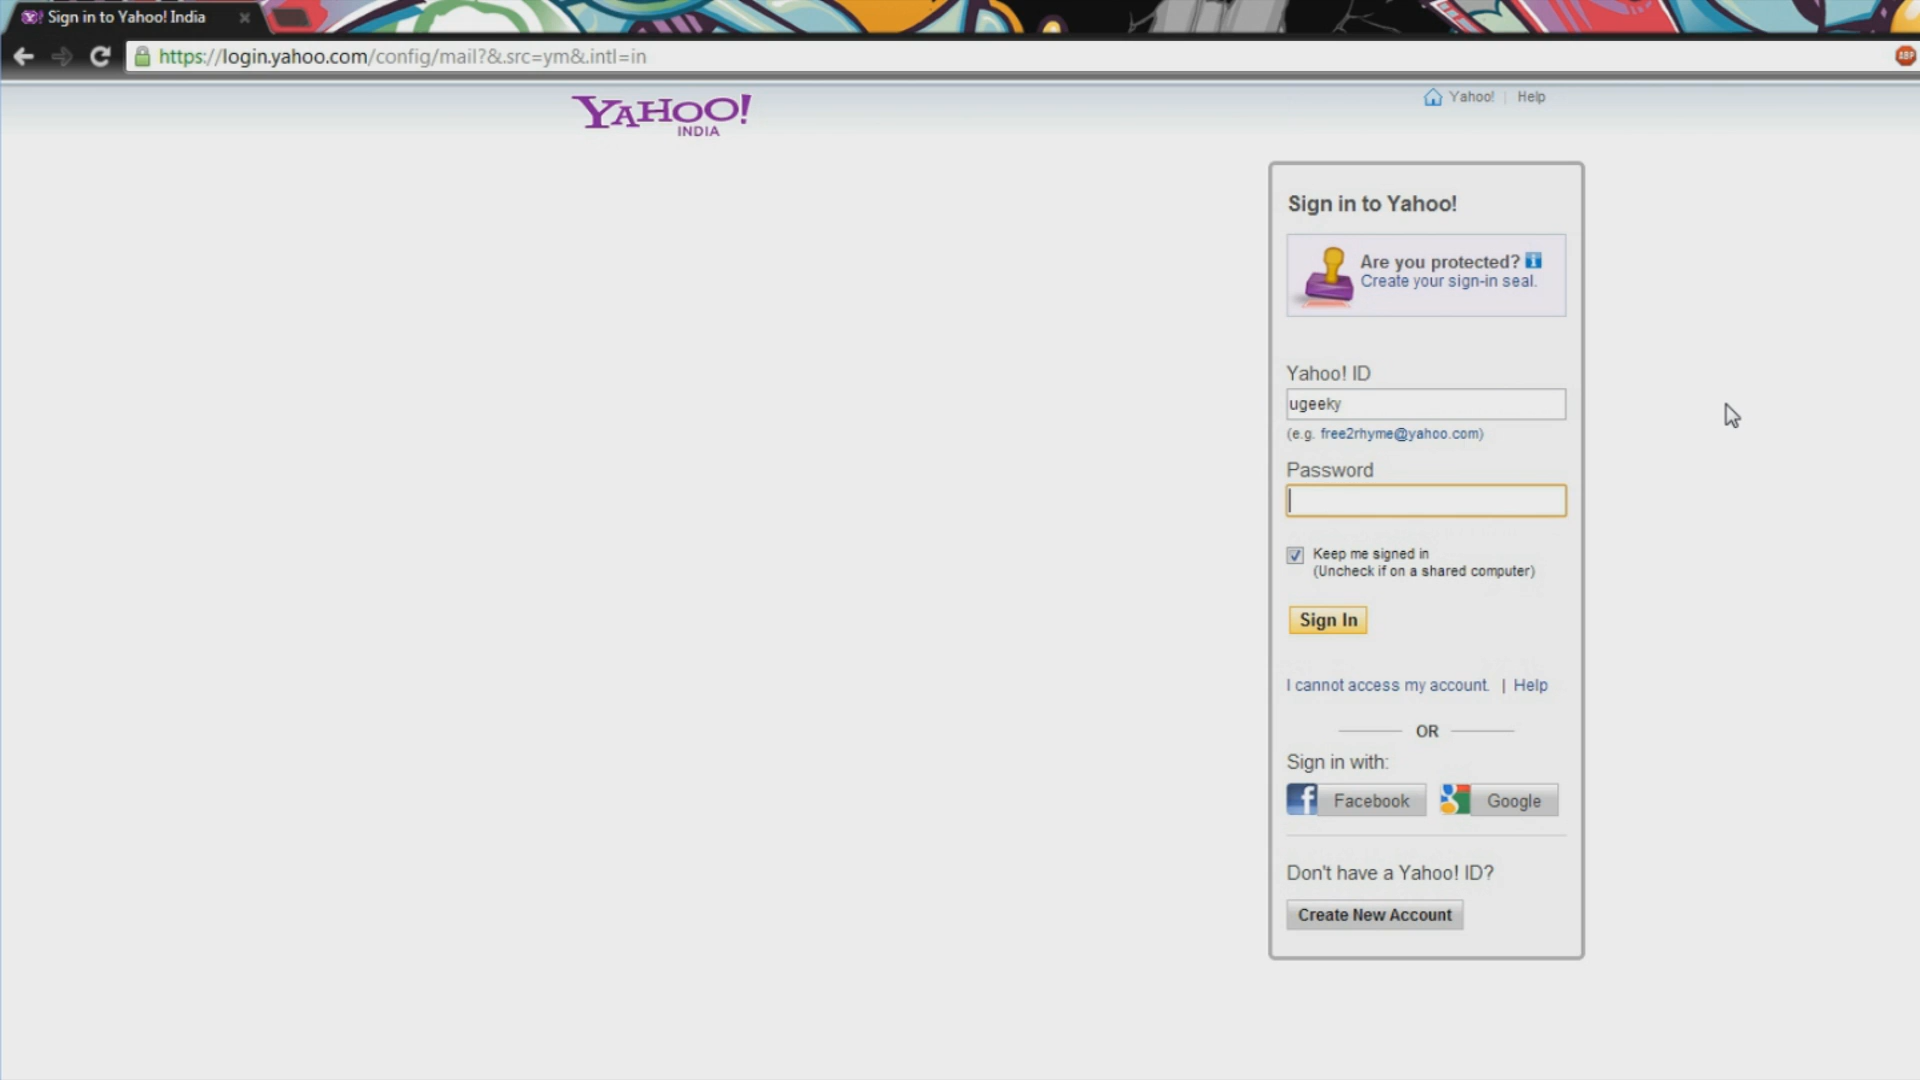 Sign in to Yahoo! India
https://login.yahoo.com/config/mail?&.src=ym&.intl=in
ABP
YAHOO!
INDIA
Yahoo! | Help
Sign in to Yahoo!
Are you protected?
Create your sign-in seal.
Yahoo! ID
ugeeky
(e.g. free2rhyme@yahoo.com)
Password
Keep me signed in
(Uncheck if on a shared computer)
Sign In
I cannot access my account. | Help
OR
Sign in with:
Facebook Google
Don't have a Yahoo! ID?
Create New Account